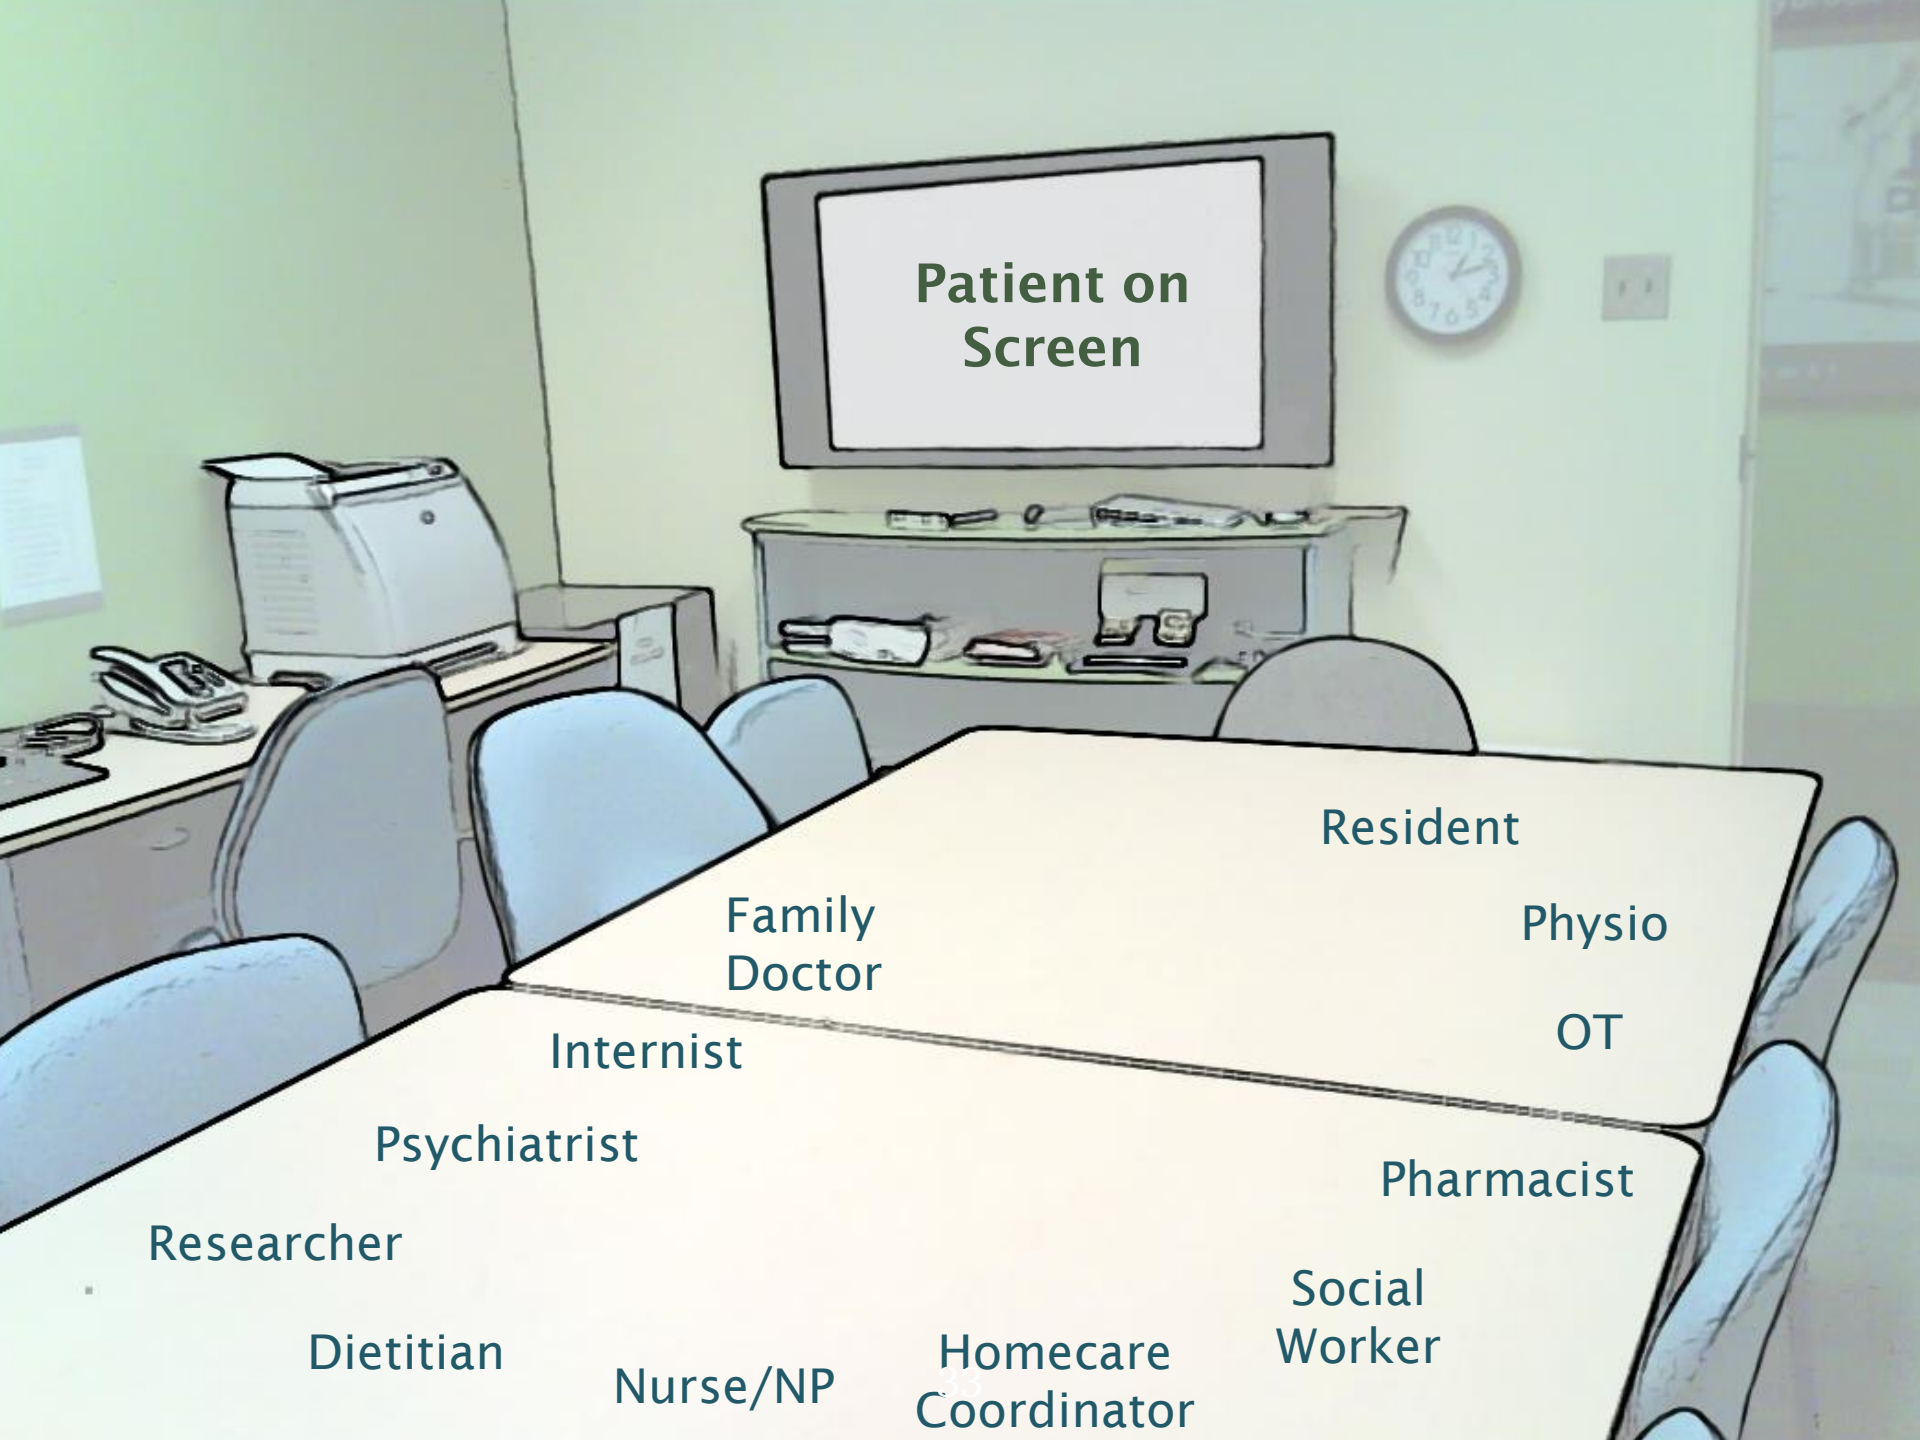 Patient on
Screen
Resident
Family
Doctor
Physio
OT
Internist
Psychiatrist
Pharmacist
Researcher
Social
Worker
Dietitian
Nurse/NP
Homecare
Coordinator
33